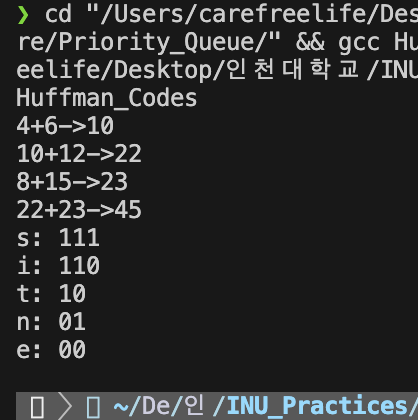 ❯ cd "/Users/carefreelife/Des
re/Priority_Queue/" && gcc Hu
eelife/Desktop/인천대학교/INU
Huffman_Codes
4+6->10
10+12->22
8+15->23
22+23->45
s: 111
i: 110
t: 10
n: 01
e: 00
~/De/인/INU_Practices/